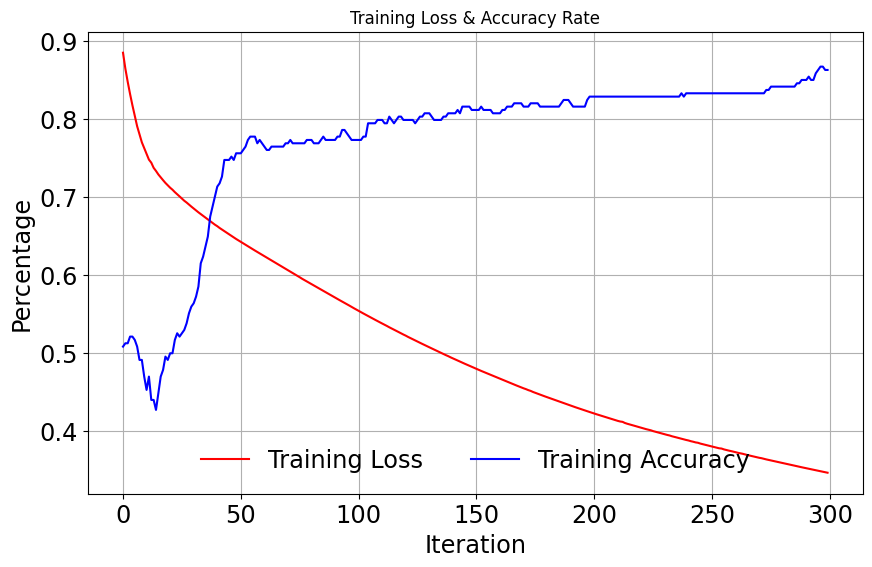 Training Loss & Accuracy Rate
0.9
0.8
0.7
0.6
0.5
0.4
Percentage
Training Loss
Training Accuracy
0
50
100
150
200
250
300
Iteration